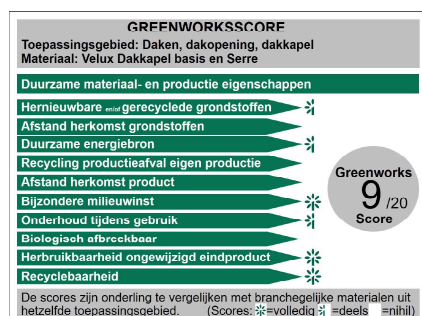 GREENWORKSSCORE
Toepassingsgebied: Daken, dakopening, dakkapel
Materiaal: Velux Dakkapel basis en Serre
Duurzame materiaal- en productie eigenschappen
Hernieuwbare en/of gerecyclede grondstoffen
Afstand herkomst grondstoffen
Duurzame energiebron
Recycling productieafval eigen productie
Afstand herkomst product
Bijzondere milieuwinst
Onderhoud tijdens gebruik
Biologisch afbreekbaar
Herbruikbaarheid ongewijzigd eindproduct
Recyclebaarheid
Greenworks
9 /20
Score
De scores zijn onderling te vergelijken met branchegelijke materialen uit
hetzelfde toepassingsgebied. (Scores: =volledig =deels =nihil)